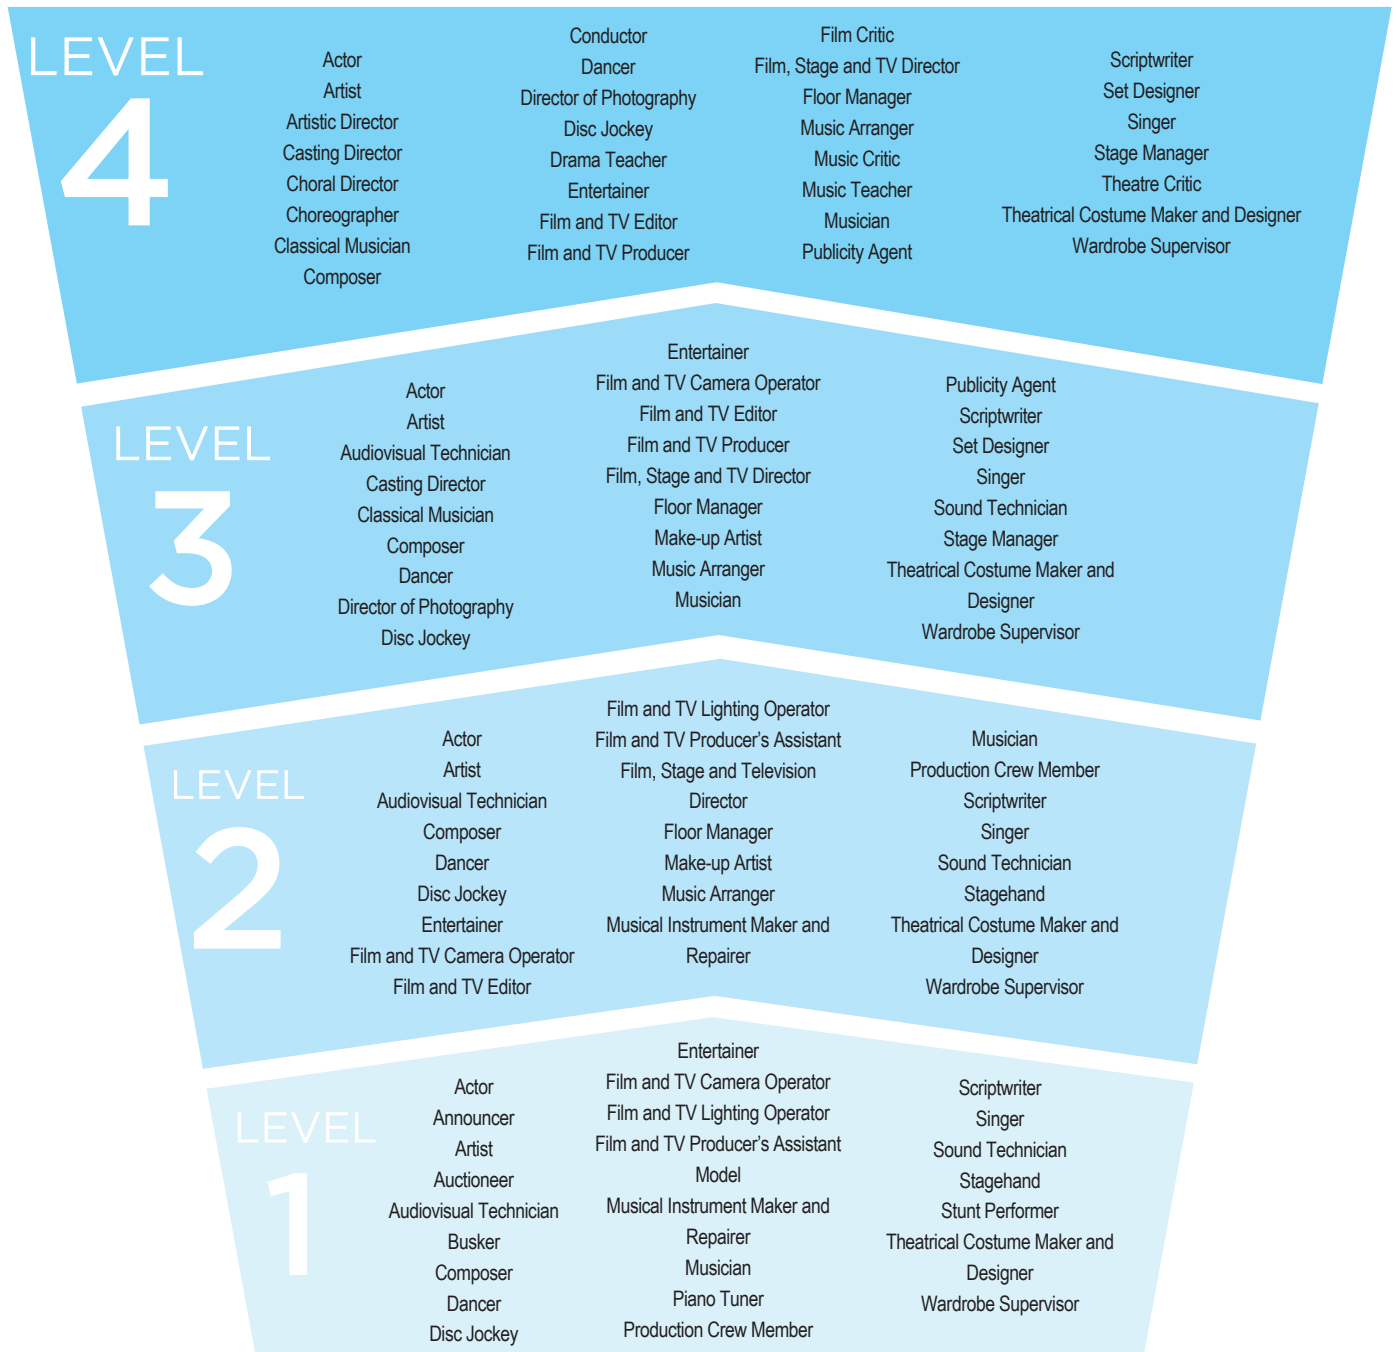 LEVEL
4
Actor
Artist
Artistic Director
Casting Director
Choral Director
Choreographer
Classical Musician
Composer
Conductor
Dancer
Director of Photography
Disc Jockey
Drama Teacher
Entertainer
Film and TV Editor
Film and TV Producer
Film Critic
Film, Stage and TV Director
Floor Manager
Music Arranger
Music Critic
Music Teacher
Musician
Publicity Agent
Scriptwriter
Set Designer
Singer
Stage Manager
Theatre Critic
Theatrical Costume Maker and Designer
Wardrobe Supervisor
LEVEL
3
Actor
Artist
Audiovisual Technician
Casting Director
Classical Musician
Composer
Dancer
Director of Photography
Disc Jockey
Entertainer
Film and TV Camera Operator
Film and TV Editor
Film and TV Producer
Film, Stage and TV Director
Floor Manager
Make-up Artist
Music Arranger
Musician
Publicity Agent
Scriptwriter
Set Designer
Singer
Sound Technician
Stage Manager
Theatrical Costume Maker and
Designer
Wardrobe Supervisor
LEVEL
2
Actor
Artist
Audiovisual Technician
Composer
Dancer
Disc Jockey
Entertainer
Film and TV Camera Operator
Film and TV Editor
Film and TV Lighting Operator
Film and TV Producer’s Assistant
Film, Stage and Television
Director
Floor Manager
Make-up Artist
Music Arranger
Musical Instrument Maker and
Repairer
Musician
Production Crew Member
Scriptwriter
Singer
Sound Technician
Stagehand
Theatrical Costume Maker and
Designer
Wardrobe Supervisor
LEVEL
1
Actor
Announcer
Artist
Auctioneer
Audiovisual Technician
Busker
Composer
Dancer
Disc Jockey
Entertainer
Film and TV Camera Operator
Film and TV Lighting Operator
Film and TV Producer’s Assistant
Model
Musical Instrument Maker and
Repairer
Musician
Piano Tuner
Production Crew Member
Scriptwriter
Singer
Sound Technician
Stagehand
Stunt Performer
Theatrical Costume Maker and
Designer
Wardrobe Supervisor